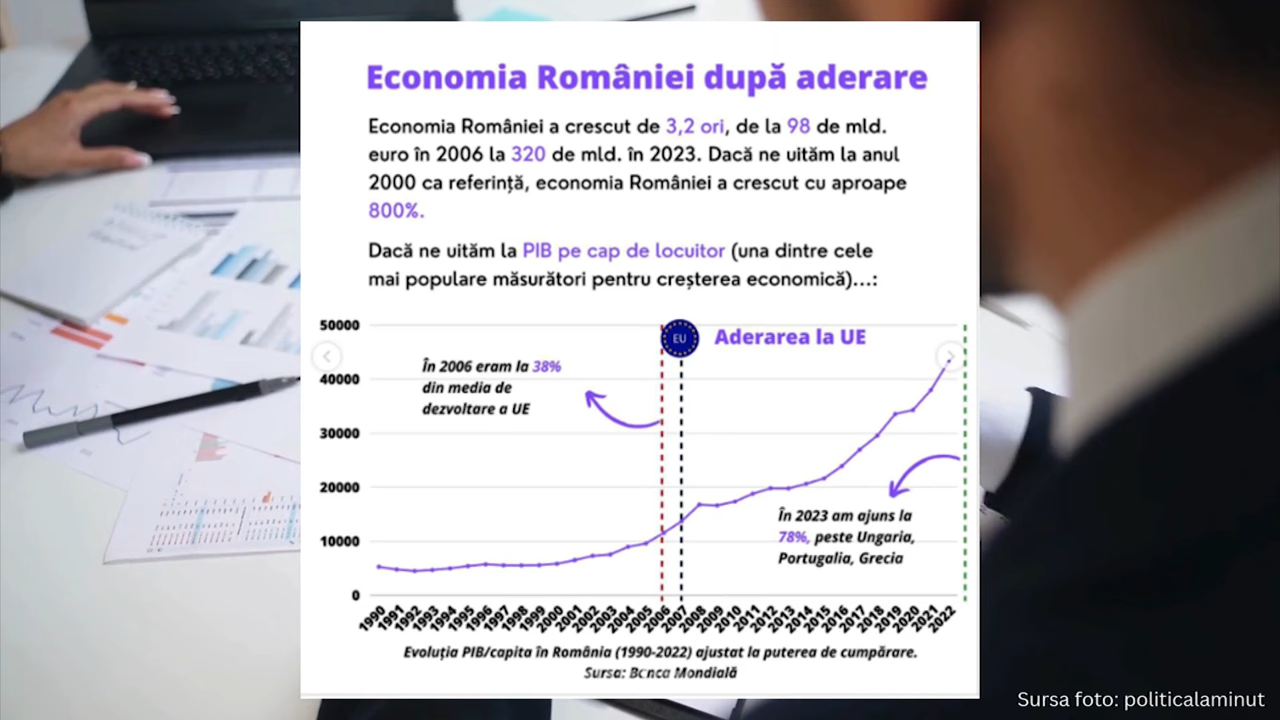 Economia României după aderare
Economia României a crescut de 3,2 ori, de la 98 de mld.
euro în 2006 la 320 de mld. în 2023. Dacă ne uităm la anul
2000 ca referință, economia României a crescut cu aproape
800%.
Dacă ne uităm la PIB pe cap de locuitor (una dintre cele
mai populare măsurători pentru creșterea economică)...:
50000
40000
30000
20000
10000
0
EU
Aderarea la UE
În 2006 eram la 38%
din media de
dezvoltare a UE
În 2023 am ajuns la
78%, peste Ungaria,
Portugalia, Grecia
1990 1991 1992 1993 1994 1995 1996 1997 1998 1999 2000 2001 2002 2003 2004 2005 2006 2007 2008 2009 2010 2011 2012 2013 2014 2015 2016 2017 2018 2019 2020 2021 2022
Evoluția PIB/capita în România (1990-2022) ajustat la puterea de cumpărare.
Sursa: Banca Mondială
Sursa foto: politicalaminut